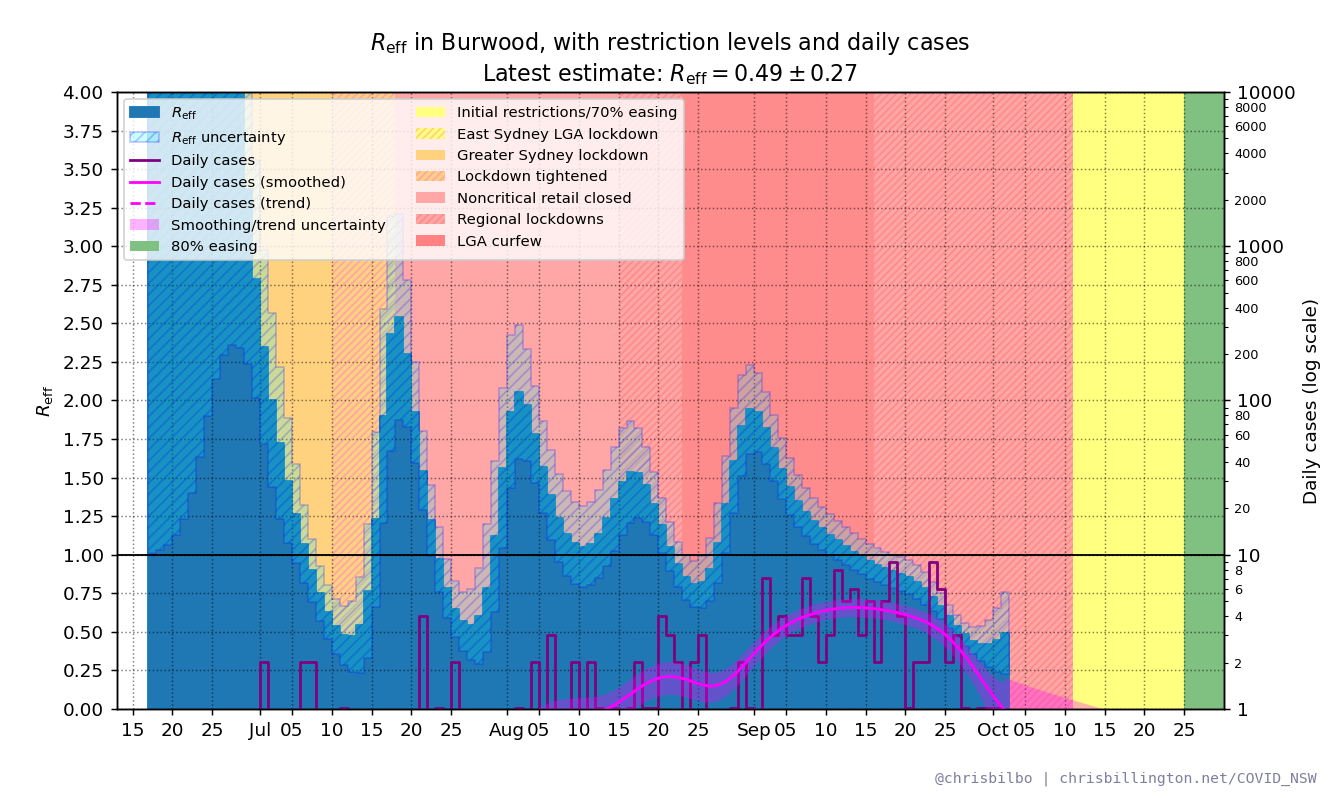 Reff in Burwood, with restriction levels and daily cases
Latest estimate: Reff = 0.49 ± 0.27
Reff
Reff uncertainty
Daily cases
Daily cases (smoothed)
Daily cases (trend)
Smoothing/trend uncertainty
80% easing
Initial restrictions/70% easing
East Sydney LGA lockdown
Greater Sydney lockdown
Lockdown tightened
Noncritical retail closed
Regional lockdowns
LGA curfew
Reff
4.00
3.75
3.50
3.25
3.00
2.75
2.50
2.25
2.00
1.75
1.50
1.25
1.00
0.75
0.50
0.25
0.00
10000
8000
6000
4000
2000
1000
800
600
400
200
100
80
60
40
20
10
8
6
4
2
1
Daily cases (log scale)
15 20 25 Jul 05 10 15 20 25 Aug 05 10 15 20 25 Sep 05 10 15 20 25 Oct 05 10 15 20 25
@chrisbilbo | chrisbillington.net/COVID_NSW